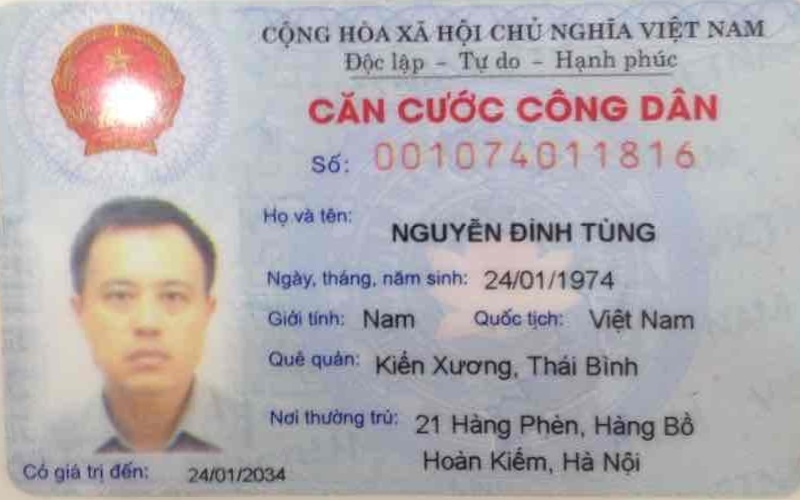 CỘNG HÒA XÃ HỘI CHỦ NGHĨA VIỆT NAM
Độc lập – Tự do – Hạnh phúc
CĂN CƯỚC CÔNG DÂN
Số: 001074011816
Họ và tên: NGUYỄN ĐÌNH TÙNG
Ngày, tháng, năm sinh: 24/01/1974
Giới tính: Nam Quốc tịch: Việt Nam
Quê quán: Kiến Xương, Thái Bình
Nơi thường trú: 21 Hàng Phèn, Hàng Bồ
Hoàn Kiếm, Hà Nội
Có giá trị đến: 24/01/2034